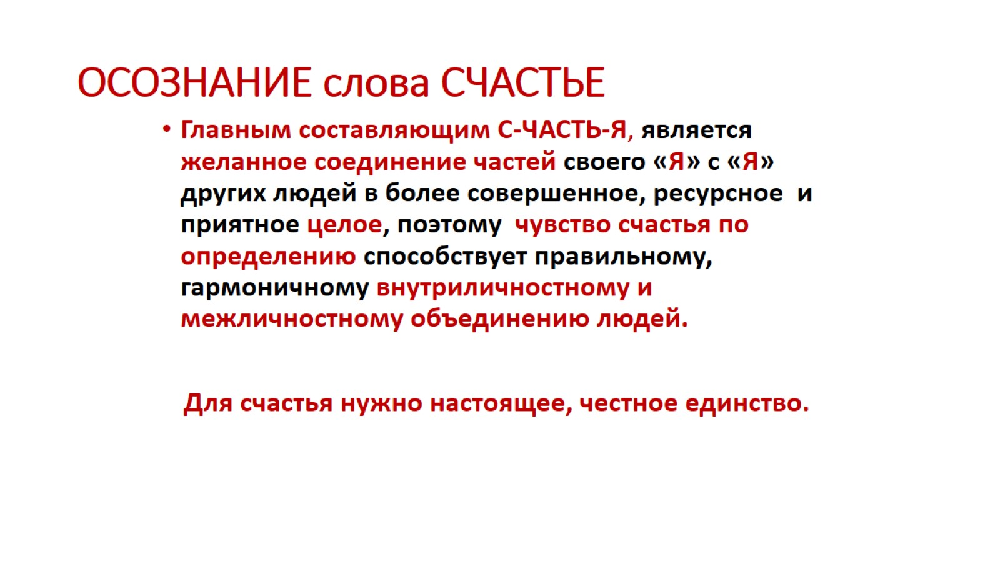 ОСОЗНАНИЕ слова СЧАСТЬЕ
• Главным составляющим С-ЧАСТЬ-Я, является
желанное соединение частей своего «Я» с «Я»
других людей в более совершенное, ресурсное  и
приятное целое, поэтому  чувство счастья по
определению способствует правильному,
гармоничному внутриличностному и
межличностному объединению людей.
Для счастья нужно настоящее, честное единство.